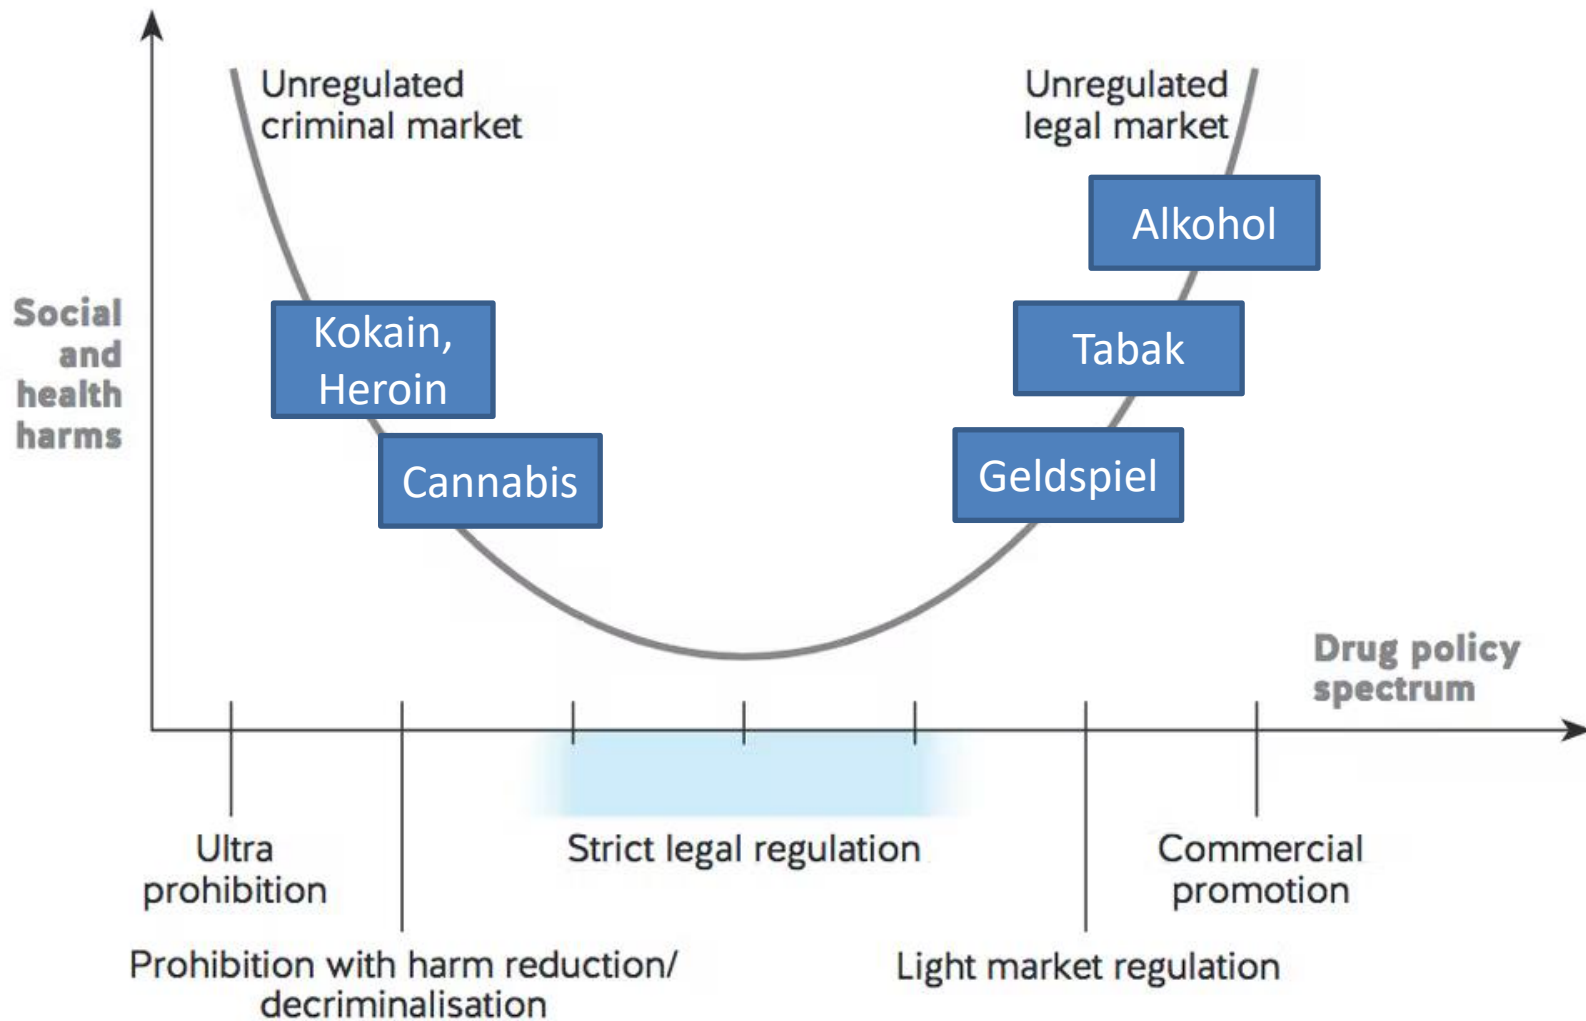 Unregulated
criminal market
Unregulated
legal market
Alkohol
Social
and
health
harms
Kokain,
Heroin
Tabak
Cannabis
Geldspiel
Drug policy
spectrum
Ultra
prohibition
Strict legal regulation
Commercial
promotion
Prohibition with harm reduction/
decriminalisation
Light market regulation